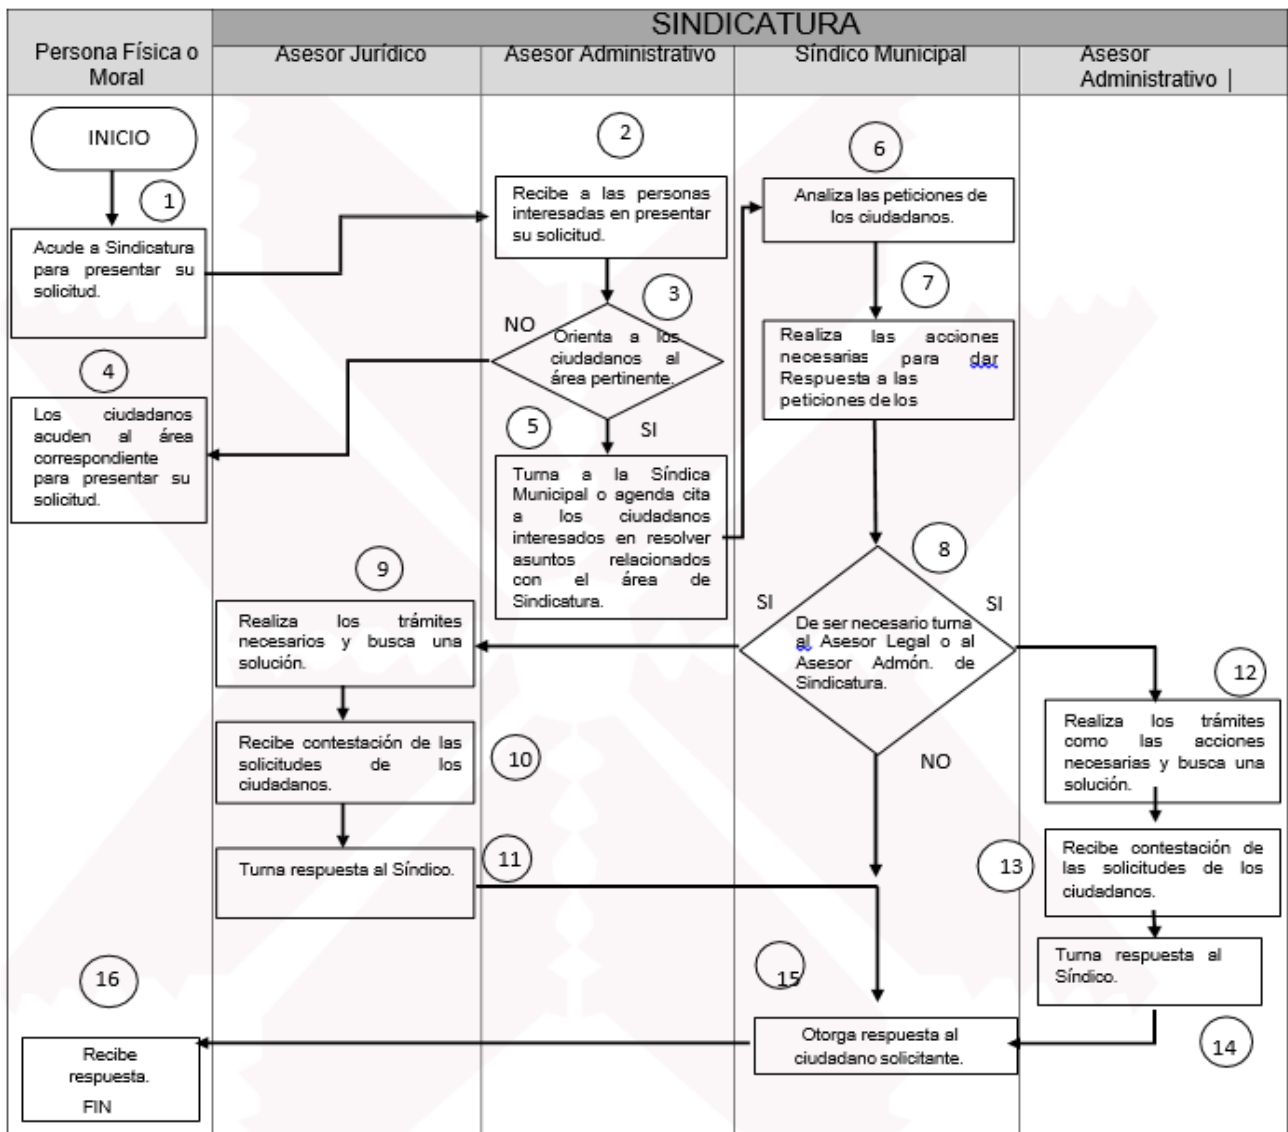 SINDICATURA
Persona Física o
Moral
Asesor Jurídico
Asesor Administrativo
Síndico Municipal
Asesor
Administrativo
INICIO
1
Acude a Sindicatura
para presentar su
solicitud.
2
Recibe a las personas
interesadas en presentar
su solicitud.
3
NO
Orienta a los
ciudadanos al
área pertinente.
SI
4
Los ciudadanos
acuden al área
correspondiente
para presentar su
solicitud.
5
Turna a la Síndica
Municipal o agenda cita
a los ciudadanos
interesados en resolver
asuntos relacionados
con el área de
Sindicatura.
6
Analiza las peticiones de
los ciudadanos.
7
Realiza las acciones
necesarias para dar
Respuesta a las
peticiones de los
8
SI
SI
De ser necesario turna
al Asesor Legal o al
Asesor Admón. de
Sindicatura.
NO
9
Realiza los trámites
necesarios y busca una
solución.
10
Recibe contestación de las
solicitudes de los
ciudadanos.
11
Turna respuesta al Síndico.
12
Realiza los trámites
como las acciones
necesarias y busca una
solución.
13
Recibe contestación de
las solicitudes de los
ciudadanos.
Turna respuesta al
Síndico.
14
15
Otorga respuesta al
ciudadano solicitante.
16
Recibe
respuesta.
FIN